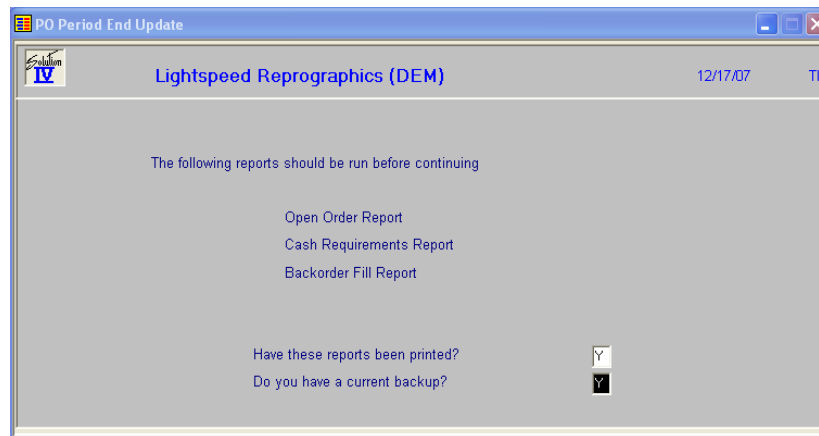 PO Period End Update
Solution
IV
Lightspeed Reprographics (DEM) 12/17/07
The following reports should be run before continuing
Open Order Report
Cash Requirements Report
Backorder Fill Report
Have these reports been printed? Y
Do you have a current backup? Y